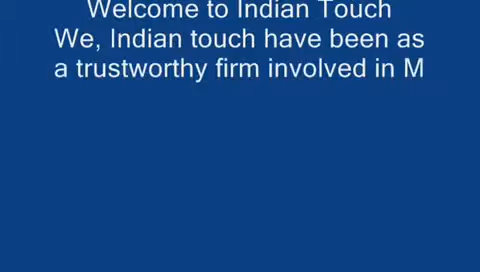 Welcome to Indian Touch
We, Indian touch have been as
a trustworthy firm involved in M